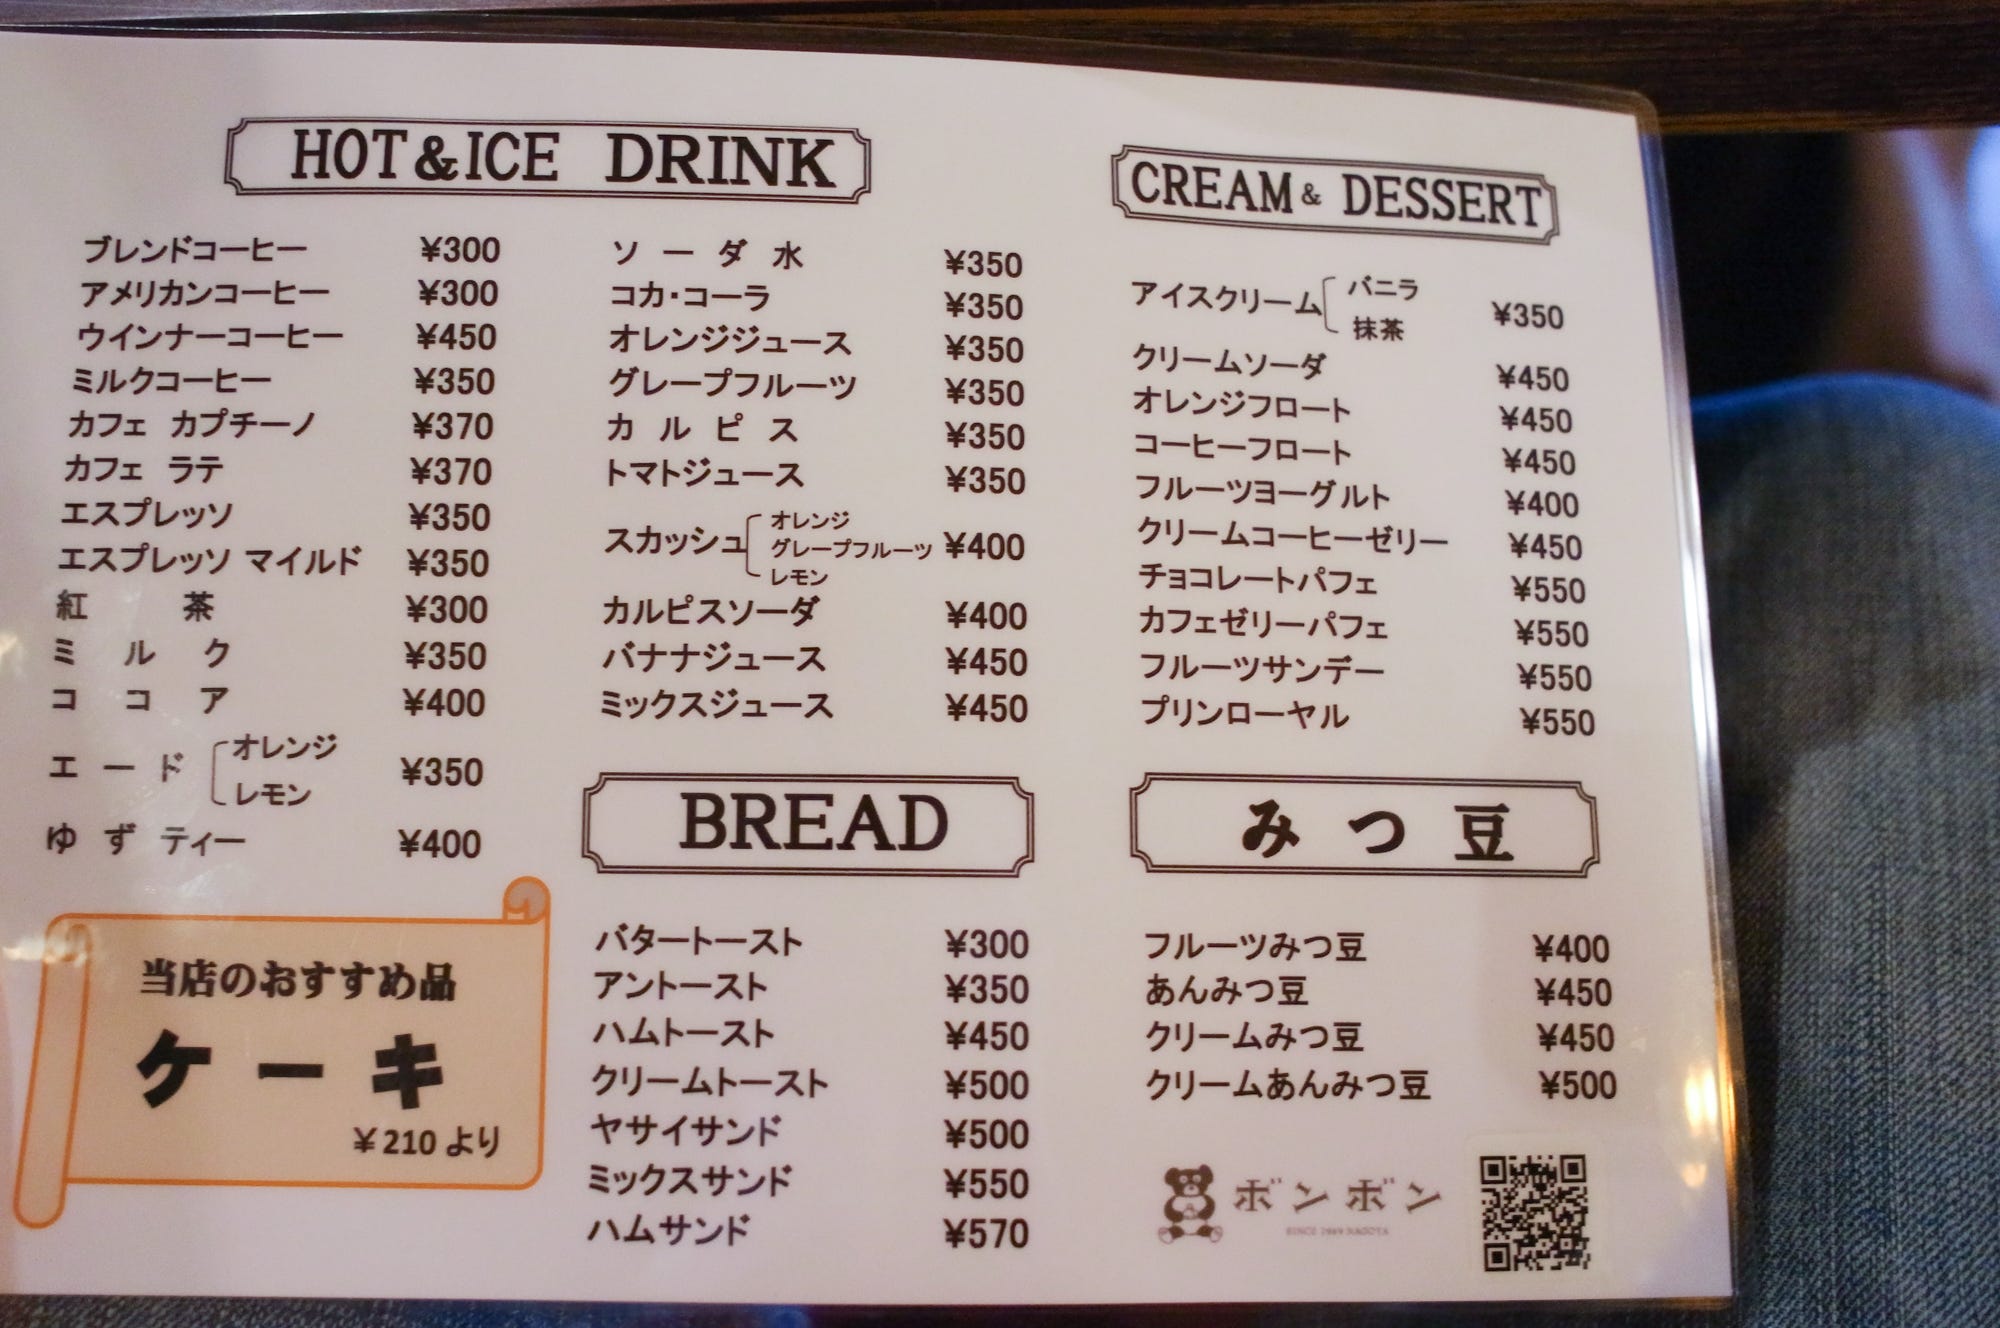 HOT&ICE DRINK
ブレンドコーヒー ¥300
アメリカンコーヒー ¥300
ウインナーコーヒー ¥450
ミルクコーヒー ¥350
カフェ カプチーノ ¥370
カフェ ラテ ¥370
エスプレッソ ¥350
エスプレッソ マイルド ¥350
紅茶 ¥300
ミルク ¥350
ココア ¥400
エード オレンジ
レモン ¥350
ゆずティー ¥400
ソーダ水 ¥350
コカ・コーラ ¥350
オレンジジュース ¥350
グレープフルーツ ¥350
カルピス ¥350
トマトジュース ¥350
スカッシュ オレンジ
グレープフルーツ ¥400
レモン
カルピスソーダ ¥400
バナナジュース ¥450
ミックスジュース ¥450
当店のおすすめ品
ケーキ
¥210より
BREAD
バタートースト ¥300
アントースト ¥350
ハムトースト ¥450
クリームトースト ¥500
ヤサイサンド ¥500
ミックスサンド ¥550
ハムサンド ¥570
CREAM & DESSERT
アイスクリーム バニラ
抹茶 ¥350
クリームソーダ ¥450
オレンジフロート ¥450
コーヒーフロート ¥450
フルーツヨーグルト ¥400
クリームコーヒーゼリー ¥450
チョコレートパフェ ¥550
カフェゼリーパフェ ¥550
フルーツサンデー ¥550
プリンローヤル ¥550
みつ豆
フルーツみつ豆 ¥400
あんみつ豆 ¥450
クリームみつ豆 ¥450
クリームあんみつ豆 ¥500
ボンボン
SINCE 1949 NAGOYA